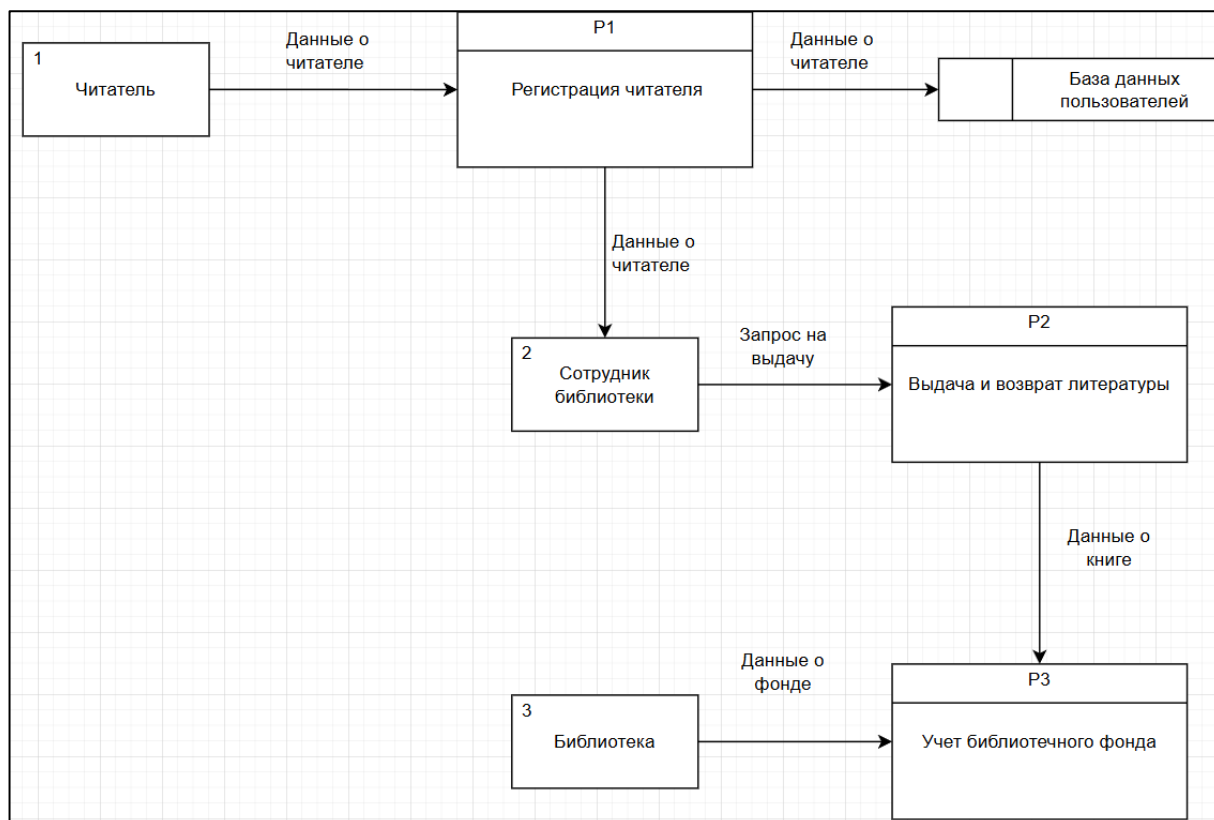 P1
1
Читатель
Данные о
читателе
Регистрация читателя
Данные о
читателе
База данных
пользователей
Данные о
читателе
2
Сотрудник
библиотеки
Запрос на
выдачу
P2
Выдача и возврат литературы
Данные о
книге
3
Библиотека
Данные о
фонде
P3
Учет библиотечного фонда